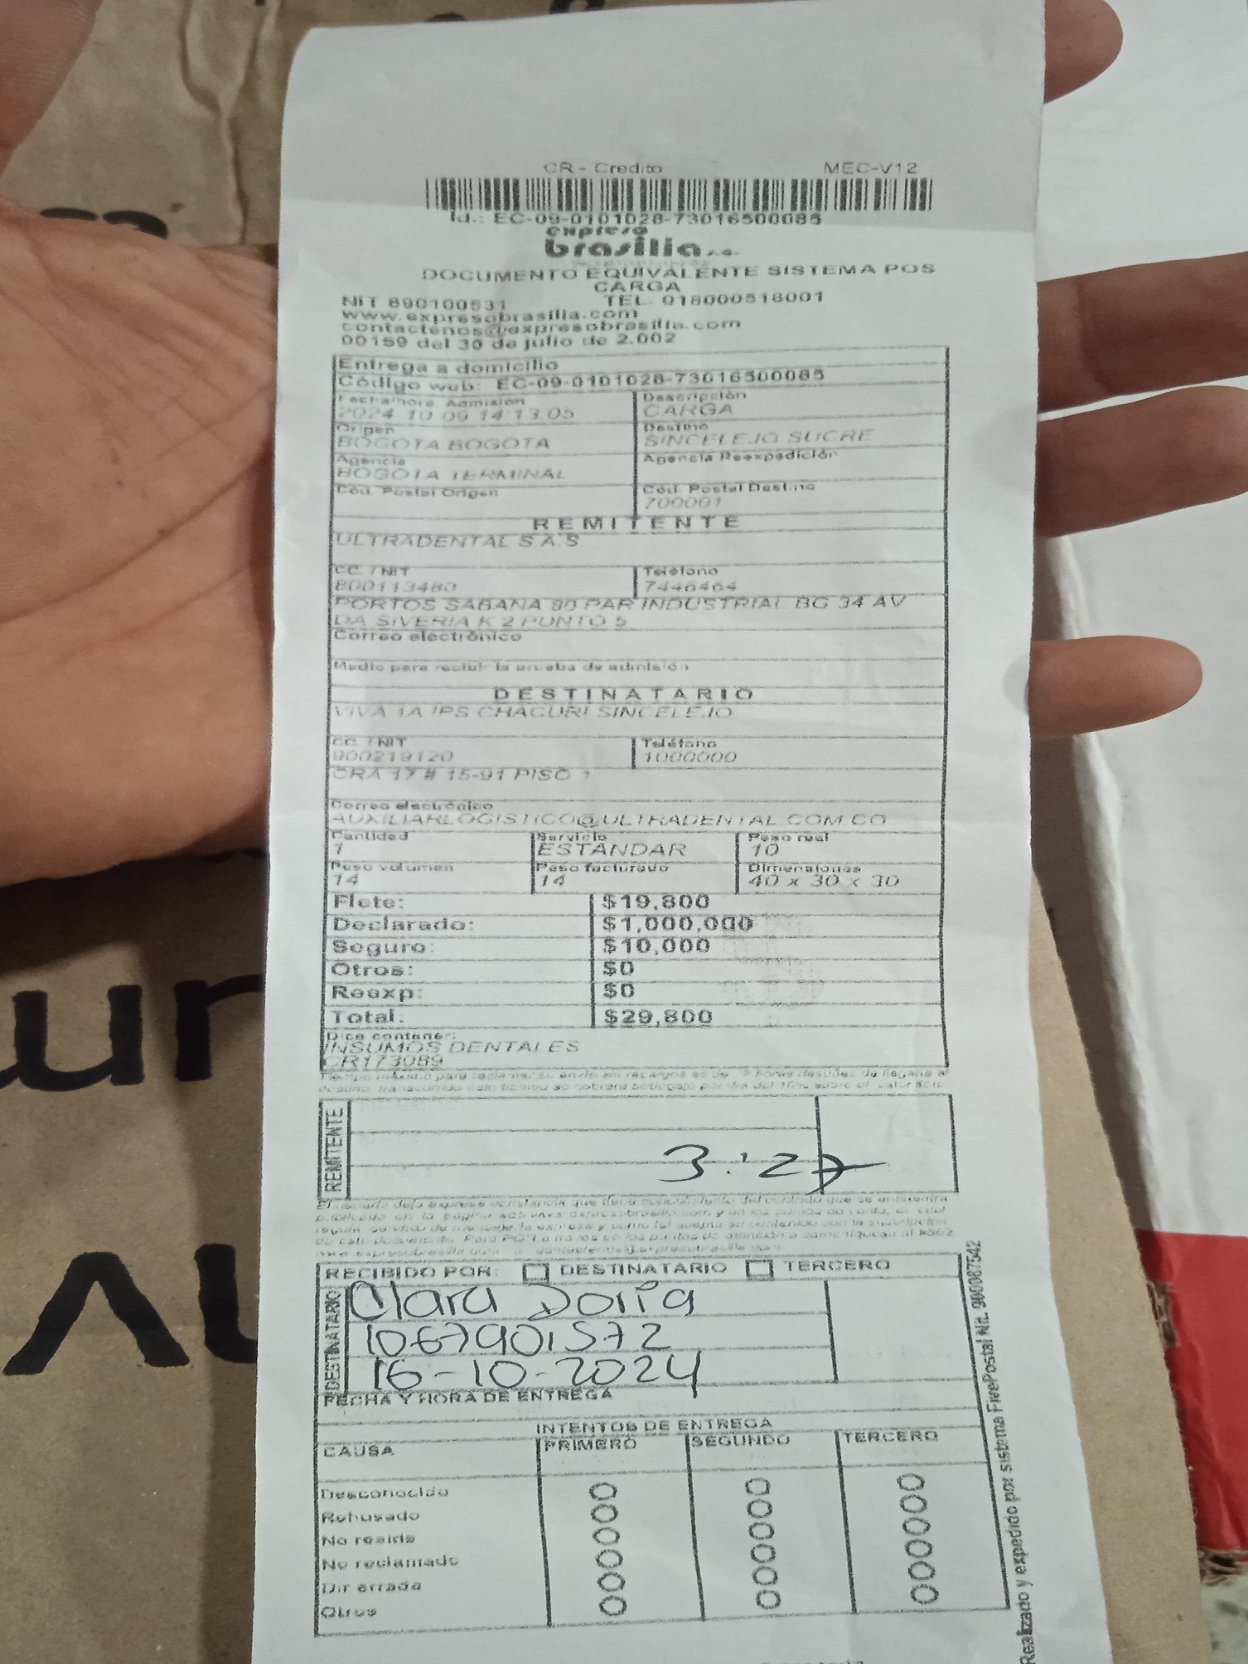 CR - Credito MEC-V12
Id.: EC-09-0101028-73016500085
expreso
brasilia s.a.
DOCUMENTO EQUIVALENTE SISTEMA POS
CARGA
NIT 890100531 TEL. 018000518001
www.expresobrasilia.com
contactenos@expresobrasilia.com
00159 del 30 de julio de 2.002
Entrega a domicilio
Código web: EC-09-0101028-73016500085
Fecha/hora Admisión Descripción
2024 10 09 14:13:05 CARGA
Origen Destino
BOGOTA BOGOTA SINCELEJO SUCRE
Agencia Agencia Reexpedición
BOGOTA TERMINAL
Cód. Postal Origen Cód. Postal Destino
700001
REMITENTE
ULTRADENTAL S.A.S
CC. / NIT Teléfono
800113480 7446464
PORTOS SABANA 80 PAR INDUSTRIAL BG 34 AV
DA SIVERIA K 2 PUNTO 5
Correo electrónico
Medio para recibir la prueba de admisión
DESTINATARIO
VIVA 1A IPS CHACURI SINCELEJO
CC. / NIT Teléfono
900219120 1000000
CRA 17 # 15-91 PISO
Correo electrónico
AUXILIARLOGISTICO@ULTRADENTAL.COM.CO
Cantidad Servicio Peso real
1 ESTANDAR 10
Peso volumen Peso facturado Dimensiones
14 14 40 x 30 x 30
Flete: $19,800
Declarado: $1,000,000
Seguro: $10,000
Otros: $0
Reexp: $0
Total: $29,800
Dice contener:
INSUMOS DENTALES
CR173089
REMITENTE
3:27
RECIBIDO POR: DESTINATARIO TERCERO
DESTINATARIO
Clara Doria
1067901572
16-10-2024
FECHA Y HORA DE ENTREGA
INTENTOS DE ENTREGA
CAUSA PRIMERO SEGUNDO TERCERO
Desconocido
Rehusado
No reside
No reclamado
Dir errada
Otros
Realizado y expedido por sistema FivePostal Nit. 900087542
ur